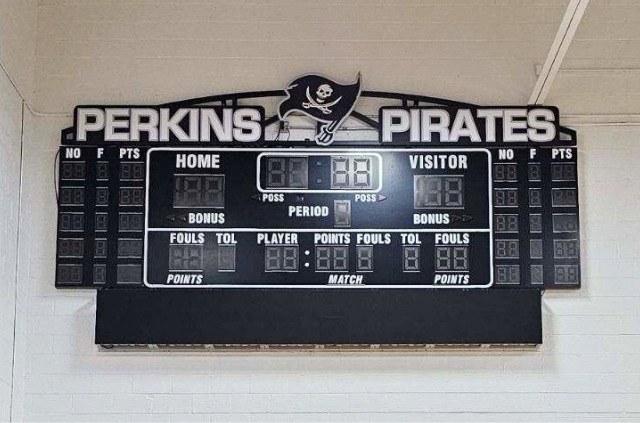 PERKINS PIRATES
NO F PTS HOME VISITOR NO F PTS
POSS POSS
PERIOD
BONUS BONUS
FOULS TOL PLAYER POINTS FOULS TOL FOULS
POINTS MATCH POINTS